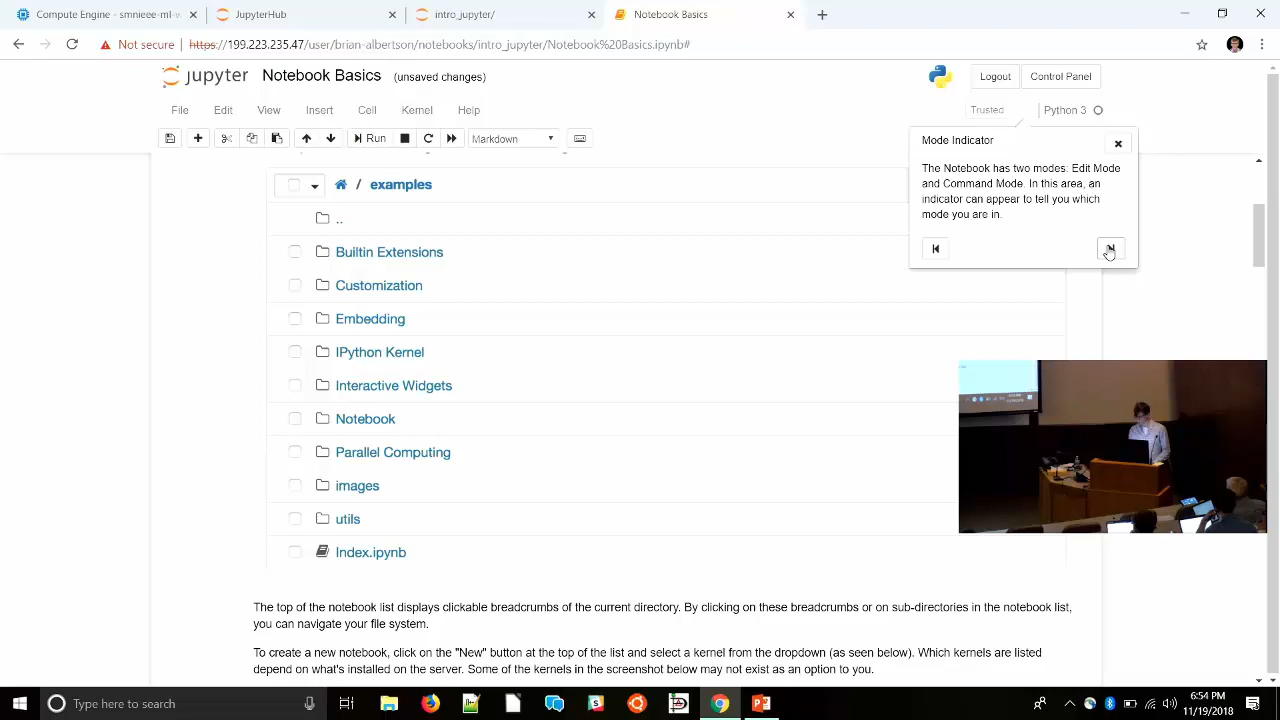 Compute Engine - smnieee-ml-w
JupyterHub
intro_jupyter/
Notebook Basics
Not secure
https://199.223.235.47/user/brian-albertson/notebooks/intro_jupyter/Notebook%20Basics.ipynb#
jupyter Notebook Basics (unsaved changes)
Logout
Control Panel
File Edit View Insert Cell Kernel Help
Trusted
Python 3
Run
Markdown
Mode Indicator
The Notebook has two modes: Edit Mode
and Command Mode. In this area, an
indicator can appear to tell you which
mode you are in.
/ examples
..
Builtin Extensions
Customization
Embedding
IPython Kernel
Interactive Widgets
Notebook
Parallel Computing
images
utils
Index.ipynb
The top of the notebook list displays clickable breadcrumbs of the current directory. By clicking on these breadcrumbs or on sub-directories in the notebook list,
you can navigate your file system.
To create a new notebook, click on the "New" button at the top of the list and select a kernel from the dropdown (as seen below). Which kernels are listed
depend on what's installed on the server. Some of the kernels in the screenshot below may not exist as an option to you.
Type here to search
6:54 PM
11/19/2018